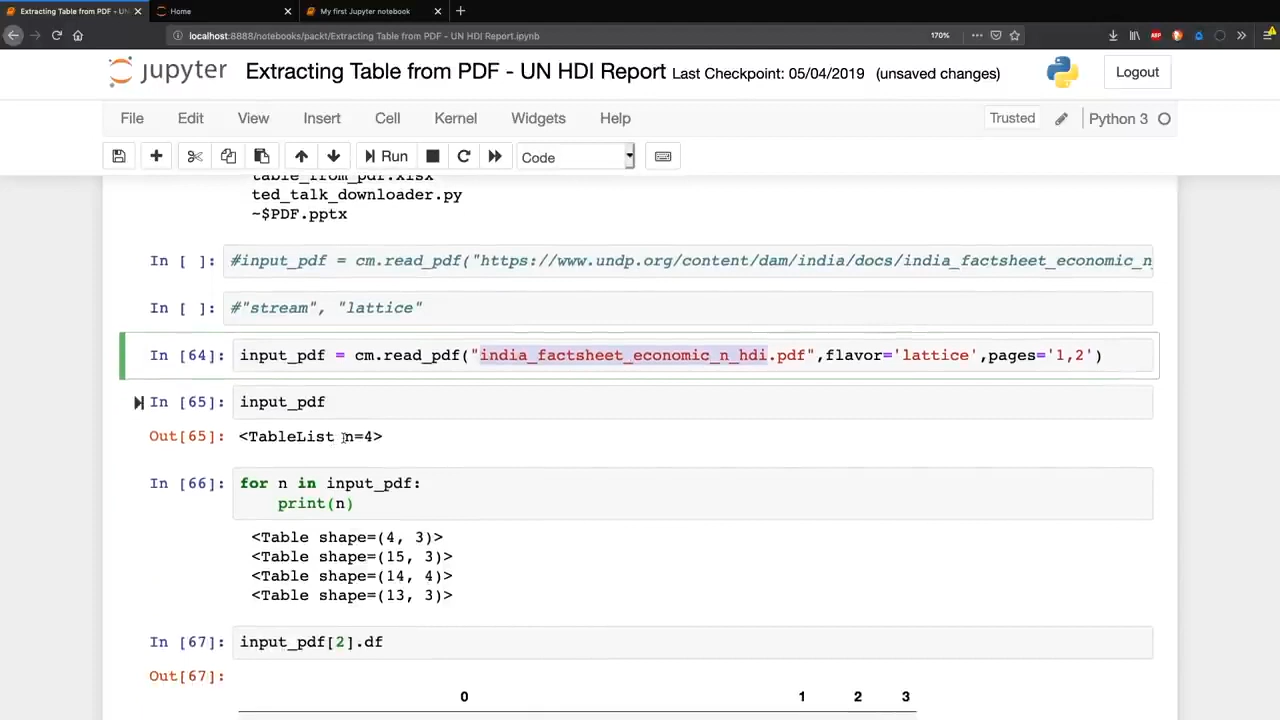 Extracting Table from PDF - UN
Home
My first Jupyter notebook
localhost:8888/notebooks/packt/Extracting Table from PDF - UN HDI Report.ipynb
170%
jupyter Extracting Table from PDF - UN HDI Report Last Checkpoint: 05/04/2019 (unsaved changes)
Logout
File Edit View Insert Cell Kernel Widgets Help
Trusted
Python 3
Run
Code
table_from_pdf.xlsx
ted_talk_downloader.py
~$PDF.pptx
In [ ]: #input_pdf = cm.read_pdf("https://www.undp.org/content/dam/india/docs/india_factsheet_economic_n
In [ ]: #"stream", "lattice"
In [64]: input_pdf = cm.read_pdf("india_factsheet_economic_n_hdi.pdf",flavor='lattice',pages='1,2')
In [65]: input_pdf
Out[65]: <TableList n=4>
In [66]: for n in input_pdf:
print(n)
<Table shape=(4, 3)>
<Table shape=(15, 3)>
<Table shape=(14, 4)>
<Table shape=(13, 3)>
In [67]: input_pdf[2].df
Out[67]:
0 1 2 3